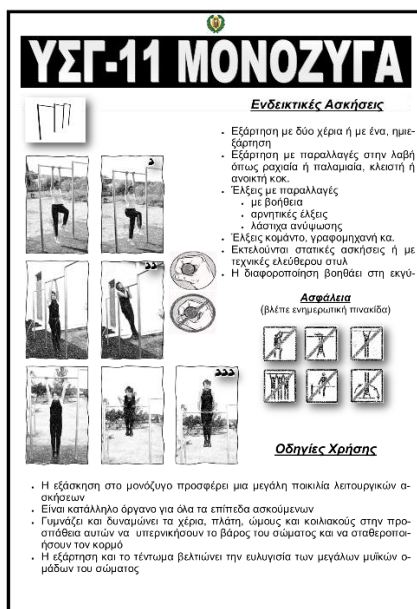 ΥΣΓ-11 ΜΟΝΟΖΥΓΑ
Ενδεικτικές Ασκήσεις
. Εξάρτηση με δύο χέρια ή με ένα, ημιε-
ξάρτηση
. Εξάρτηση με παραλλαγές στην λαβή
όπως ραχιαία ή παλαμιαία, κλειστή ή
ανοικτή κοκ.
. Έλξεις με παραλλαγές
• με βοήθεια
• αρνητικές έλξεις
• λάστιχα ανύψωσης
. Έλξεις κομάντο, γραφομηχανή κα.
. Εκτελούνται στατικές ασκήσεις ή με
τεχνικές ελεύθερου στυλ
. Η διαφοροποίηση βοηθάει στη εκγύ-
Ασφάλεια
(βλέπε ενημερωτική πινακίδα)
Οδηγίες Χρήσης
. Η εξάσκηση στο μονόζυγο προσφέρει μια μεγάλη ποικιλία λειτουργικών α-
σκήσεων
. Είναι κατάλληλο όργανο για όλα τα επίπεδα ασκούμενων
. Γυμνάζει και δυναμώνει τα χέρια, πλάτη, ώμους και κοιλιακούς στην προ-
σπάθεια αυτών να υπερνικήσουν το βάρος του σώματος και να σταθεροποι-
ήσουν τον κορμό
. Η εξάρτηση και το τέντωμα βελτιώνει την ευλυγισία των μεγάλων μυϊκών ο-
μάδων του σώματος